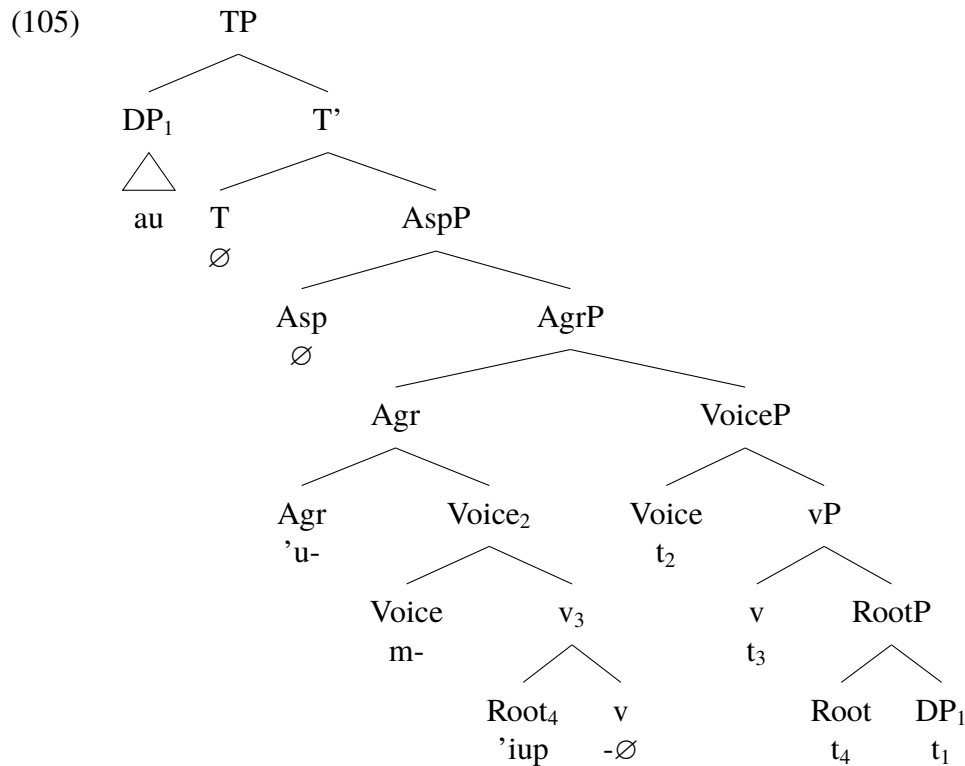 (105) TP
DP₁ T'
au T AspP
∅
Asp AgrP
∅
Agr VoiceP
Agr Voice₂ Voice vP
'u- t₂
Voice v₃ v RootP
m- t₃
Root₄ v Root DP₁
'iup -∅ t₄ t₁